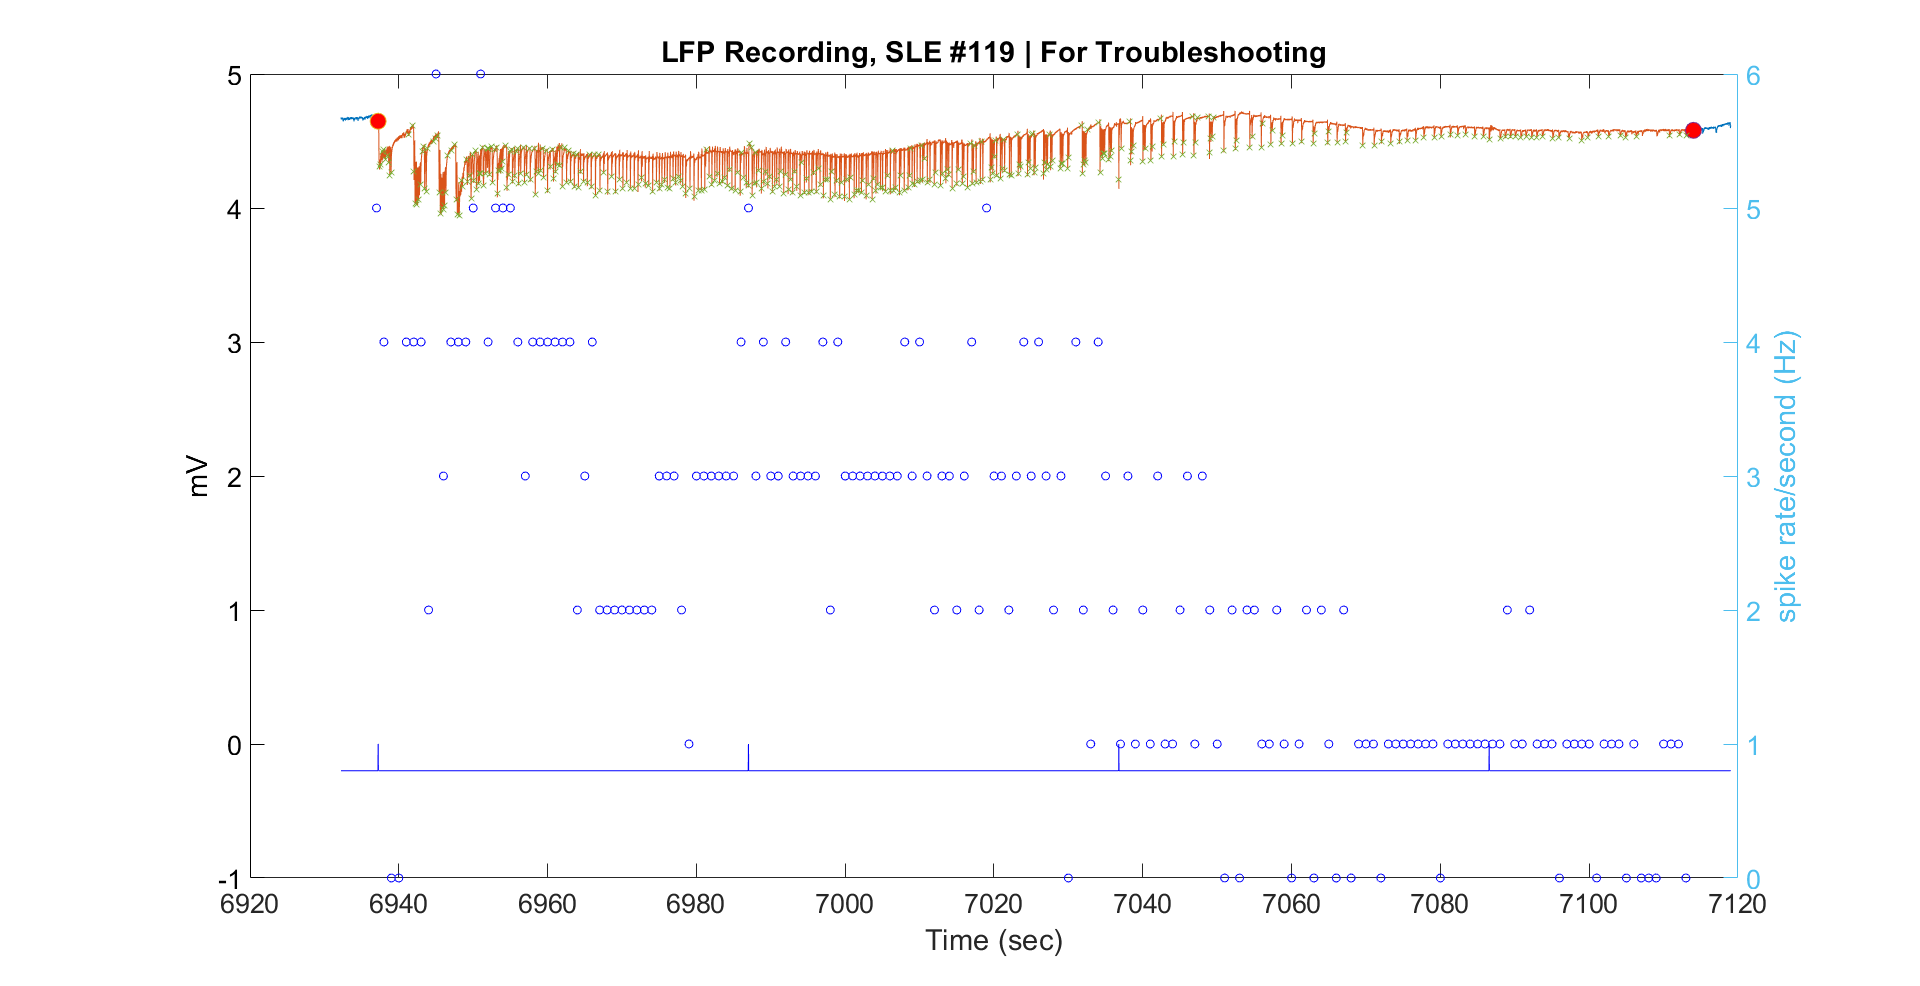 LFP Recording, SLE #119 | For Troubleshooting
5
4
3
2
1
0
-1
mV
6
5
4
3
2
1
0
spike rate/second (Hz)
6920 6940 6960 6980 7000 7020 7040 7060 7080 7100 7120
Time (sec)